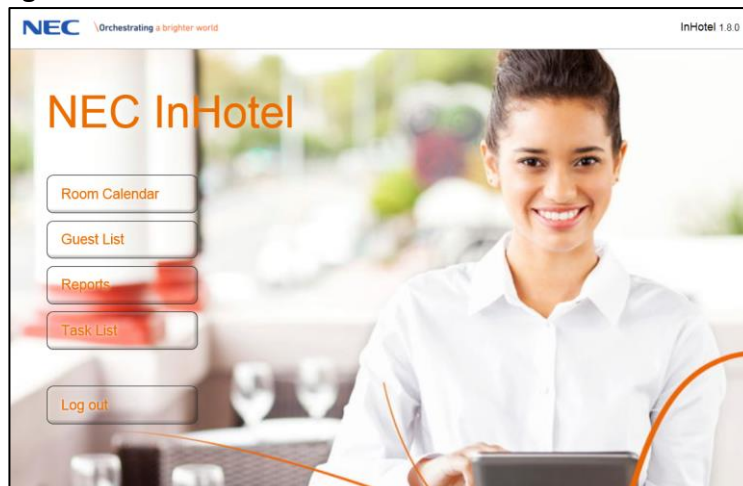 NEC \Orchestrating a brighter world
InHotel 1.8.0
NEC InHotel
Room Calendar
Guest List
Reports
Task List
Log out